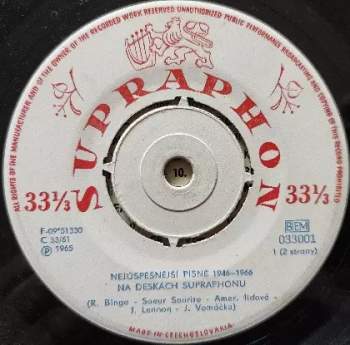 ALL RIGHTS OF THE MANUFACTURER AND OF THE OWNER OF THE RECORDED WORK RESERVED UNAUTHORIZED PUBLIC PERFORMANCE BROADCASTING AND COPYING OF THIS RECORD PROHIBITED
SUPRAPHON
10.
33⅓ 33⅓
F-09*51330
C 33/61
Ⓟ 1965
BIEM
033001
1 (2 strany)
NEJÚSPĚŠNĚJŠÍ PÍSNĚ 1946–1966
NA DESKÁCH SUPRAPHONU
(R. Binge - Soeur Sourire - Amer. lidová -
J. Lennon - J. Vomáčka)
MADE IN CZECHOSLOVAKIA